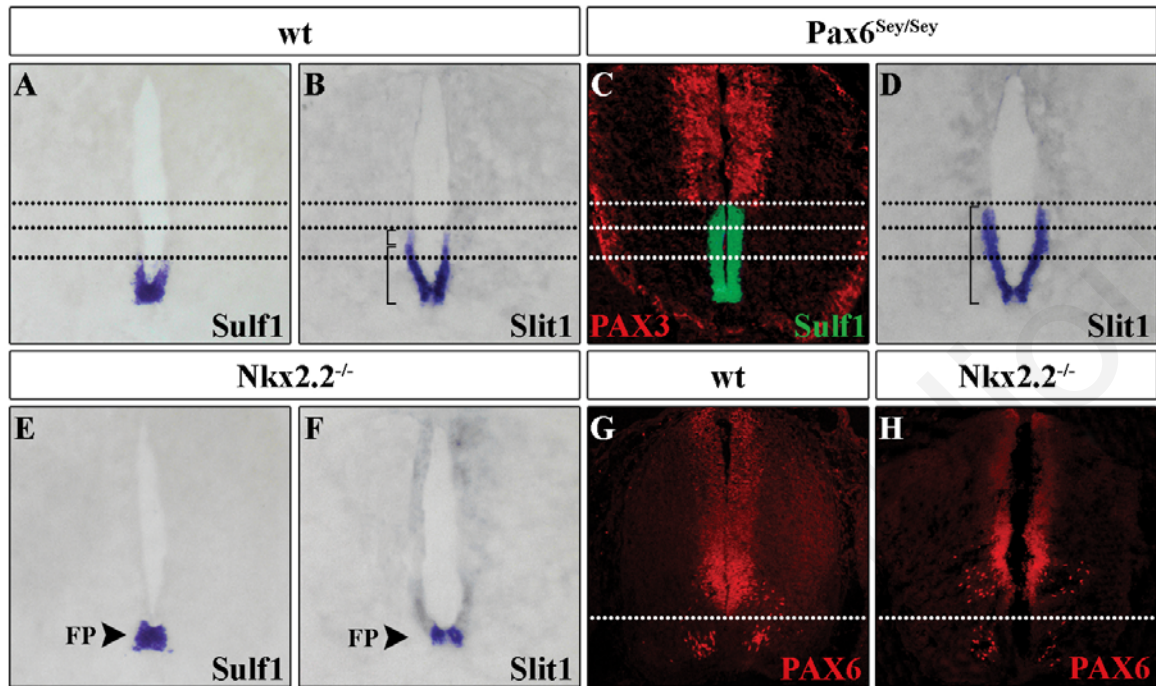 wt
Pax6Sey/Sey
A
Sulf1
B
Slit1
C
PAX3
Sulf1
D
Slit1
Nkx2.2-/-
wt
Nkx2.2-/-
E
FP
Sulf1
F
FP
Slit1
G
PAX6
H
PAX6